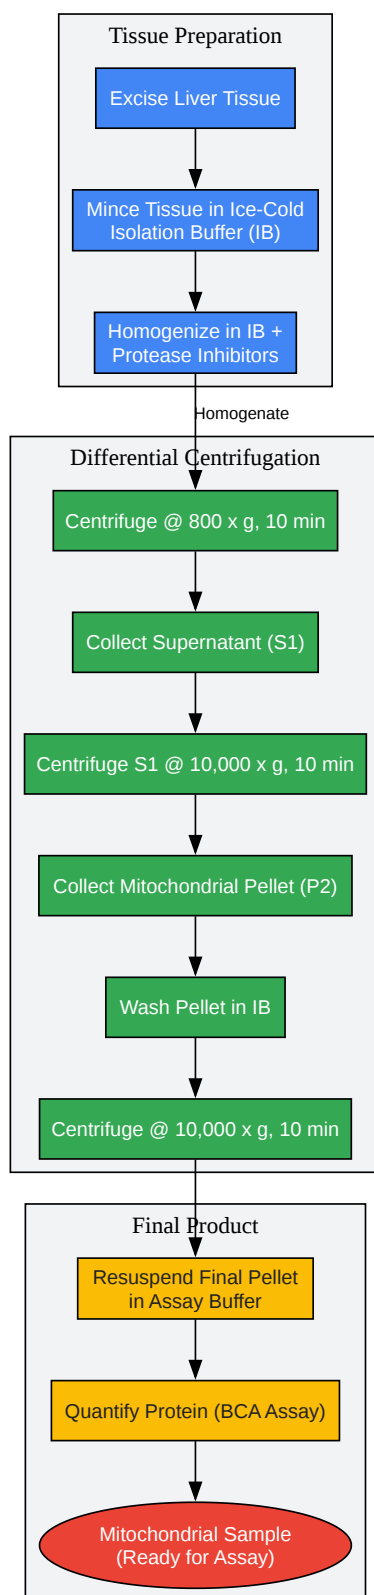 Tissue Preparation
Excise Liver Tissue
Mince Tissue in Ice-Cold
Isolation Buffer (IB)
Homogenize in IB +
Protease Inhibitors
Homogenate
Differential Centrifugation
Centrifuge @ 800 x g, 10 min
Collect Supernatant (S1)
Centrifuge S1 @ 10,000 x g, 10 min
Collect Mitochondrial Pellet (P2)
Wash Pellet in IB
Centrifuge @ 10,000 x g, 10 min
Final Product
Resuspend Final Pellet
in Assay Buffer
Quantify Protein (BCA Assay)
Mitochondrial Sample
(Ready for Assay)